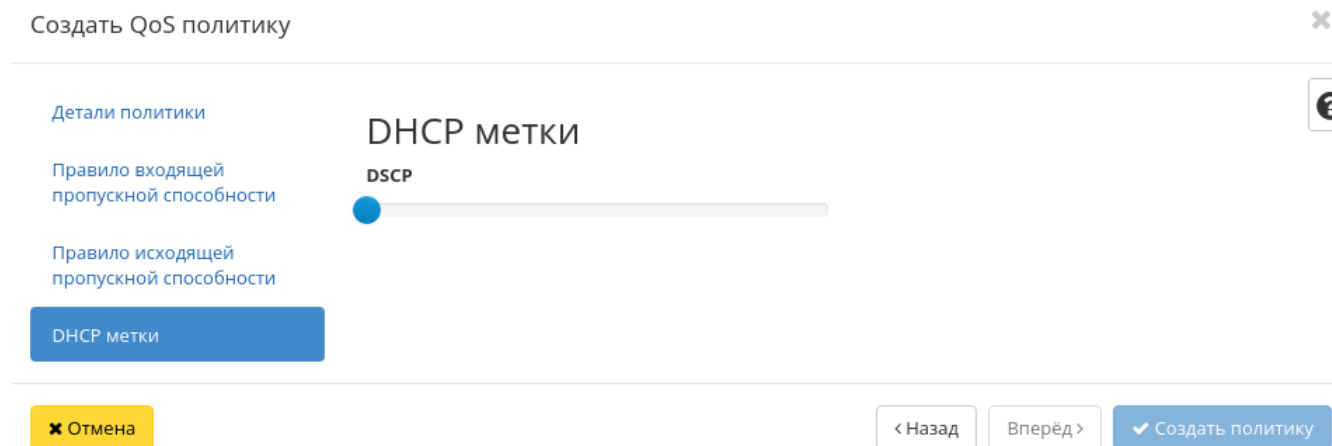 Создать QoS политику
Детали политики
Правило входящей
пропускной способности
Правило исходящей
пропускной способности
DHCP метки
DHCP метки
DSCP
Отмена
Назад
Вперёд
Создать политику